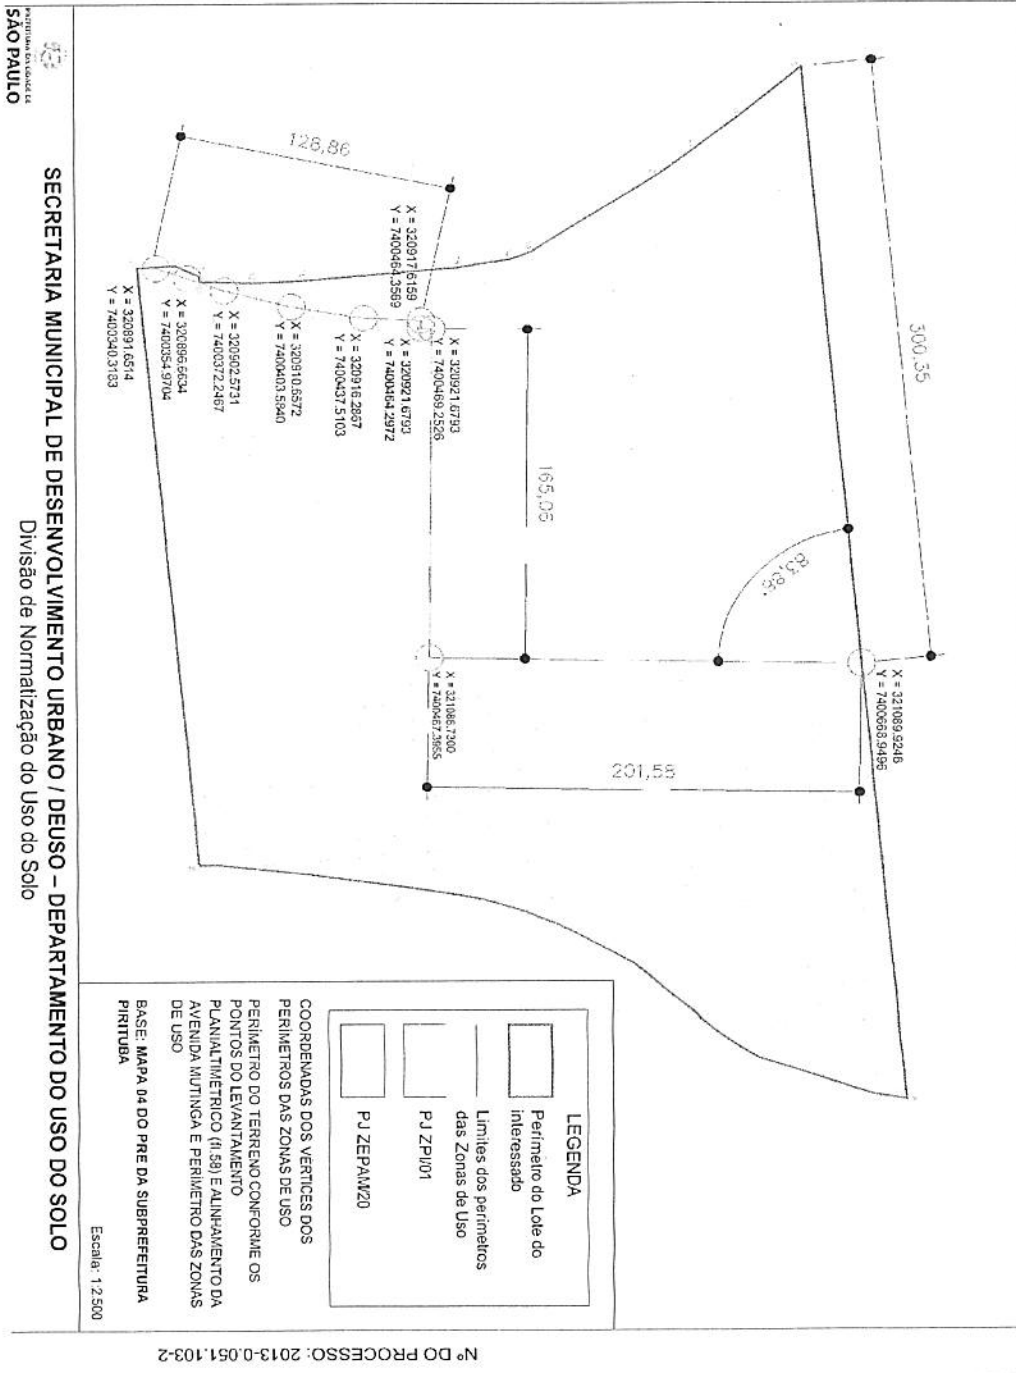 300,35
128,86
X = 320917.6159
Y = 7400464.3569
X = 320921.6793
Y = 7400469.2526
X = 320921.6793
Y = 7400464.2972
X = 320916.2867
Y = 7400437.5103
X = 320910.6572
Y = 7400403.5840
X = 320902.5731
Y = 7400372.2467
X = 320896.6634
Y = 7400354.9704
X = 320891.6514
Y = 7400340.3183
165,06
83,86°
X = 321089.9246
Y = 7400668.9496
X = 321086.7300
Y = 7400467.3955
201,58
LEGENDA
Perímetro do Lote do
interessado
Limites dos perímetros
das Zonas de Uso
PJ ZPI/01
PJ ZEPAM/20
COORDENADAS DOS VÉRTICES DOS
PERÍMETROS DAS ZONAS DE USO
PERÍMETRO DO TERRENO CONFORME OS
PONTOS DO LEVANTAMENTO
PLANIALTIMÉTRICO (fl.58) E ALINHAMENTO DA
AVENIDA MUTINGA E PERÍMETRO DAS ZONAS
DE USO
BASE: MAPA 04 DO PRE DA SUBPREFEITURA
PIRITUBA
Escala: 1:2.500
PREFEITURA DA CIDADE DE
SÃO PAULO
SECRETARIA MUNICIPAL DE DESENVOLVIMENTO URBANO / DEUSO – DEPARTAMENTO DO USO DO SOLO
Divisão de Normatização do Uso do Solo
Nº DO PROCESSO: 2013-0.051.103-2